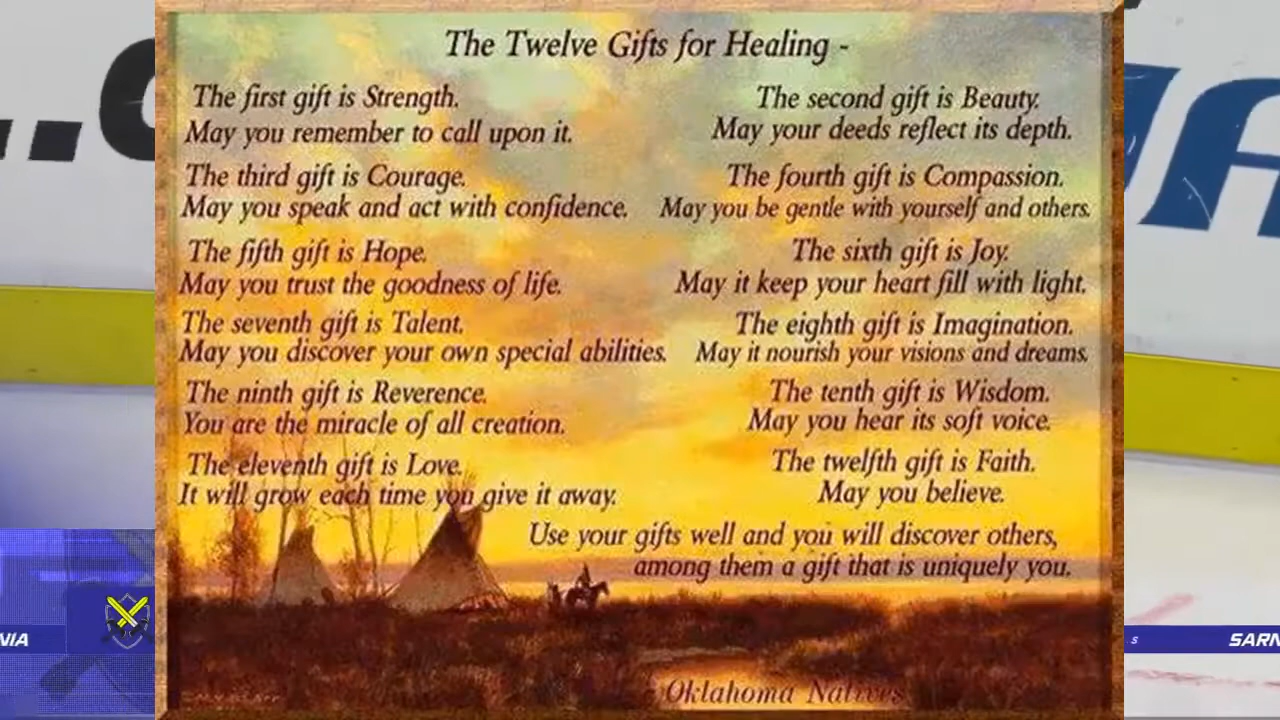 The Twelve Gifts for Healing -
The first gift is Strength.
May you remember to call upon it.
The second gift is Beauty.
May your deeds reflect its depth.
The third gift is Courage.
May you speak and act with confidence.
The fourth gift is Compassion.
May you be gentle with yourself and others.
The fifth gift is Hope.
May you trust the goodness of life.
The sixth gift is Joy.
May it keep your heart fill with light.
The seventh gift is Talent.
May you discover your own special abilities.
The eighth gift is Imagination.
May it nourish your visions and dreams.
The ninth gift is Reverence.
You are the miracle of all creation.
The tenth gift is Wisdom.
May you hear its soft voice.
The eleventh gift is Love.
It will grow each time you give it away.
The twelfth gift is Faith.
May you believe.
Use your gifts well and you will discover others,
among them a gift that is uniquely you.
Oklahoma Natives
NIA
S
SARN